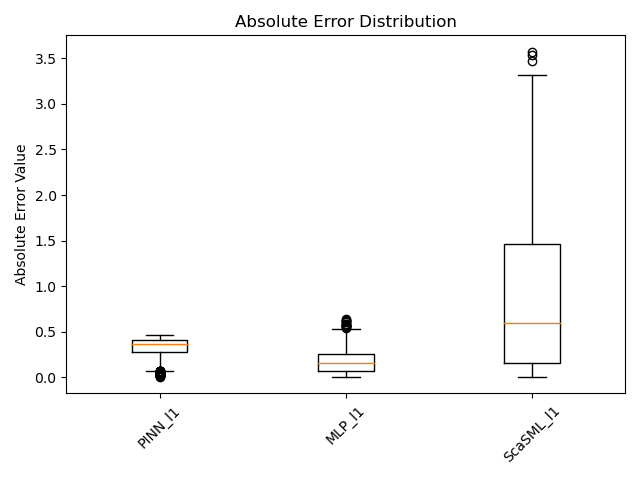 Absolute Error Distribution
Absolute Error Value
3.5
3.0
2.5
2.0
1.5
1.0
0.5
0.0
PINN_l1
MLP_l1
ScaSML_l1